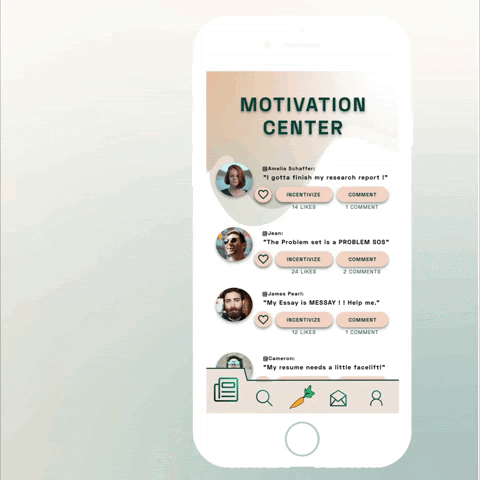 MOTIVATION
CENTER
@Amelia Schaffer:
"I gotta finish my research report !"
INCENTIVIZE COMMENT
14 LIKES 1 COMMENT
@Jean:
"The Problem set is a PROBLEM SOS"
INCENTIVIZE COMMENT
24 LIKES 2 COMMENTS
@James Pearl:
"My Essay is MESSAY ! ! Help me."
INCENTIVIZE COMMENT
12 LIKES 1 COMMENT
@Cameron:
"My resume needs a little facelift!"